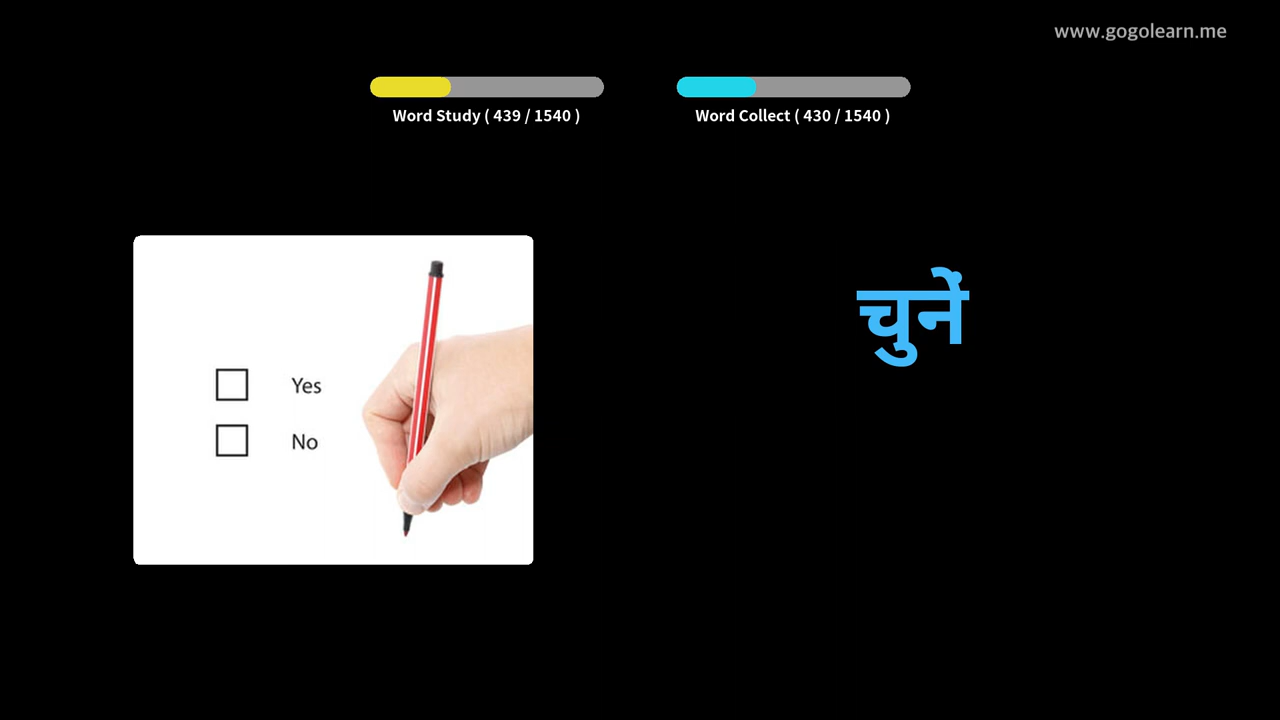 www.gogolearn.me
Word Study ( 439 / 1540 )
Word Collect ( 430 / 1540 )
चुनें
Yes
No